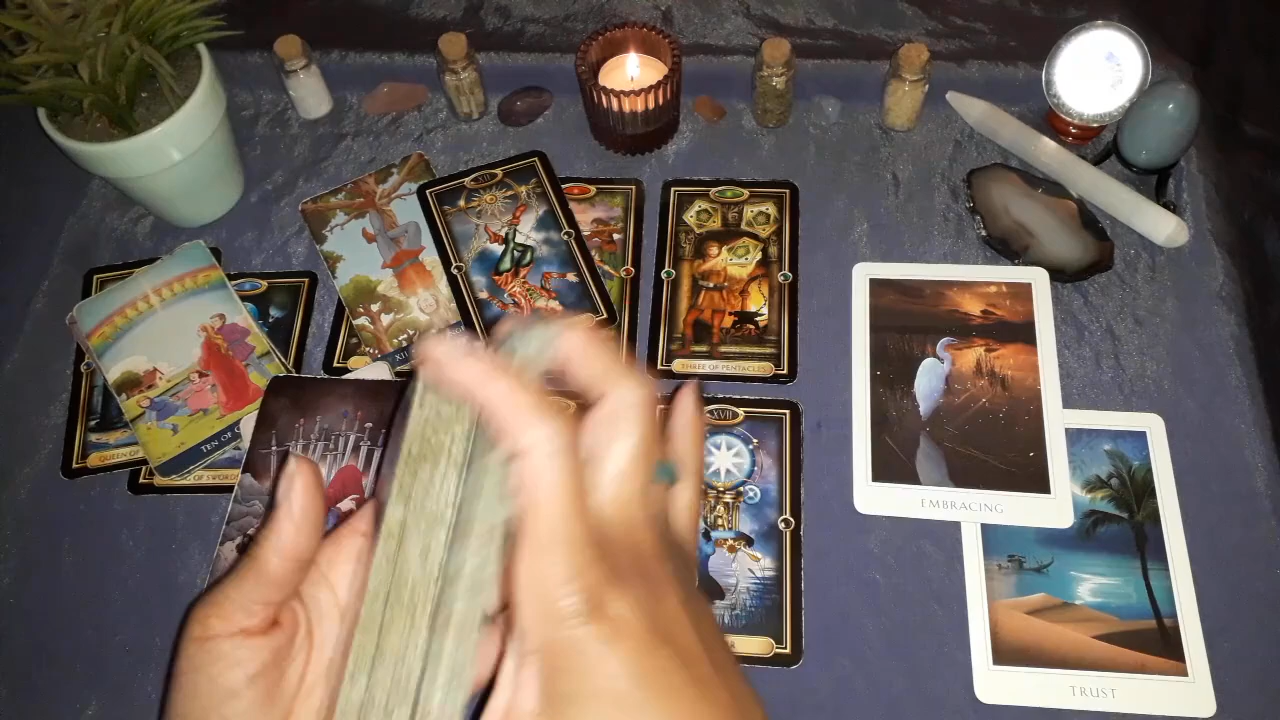 XII
XII
THREE OF PENTACLES
TEN OF
QUEEN OF
OF SWORDS
XVII
EMBRACING
TRUST